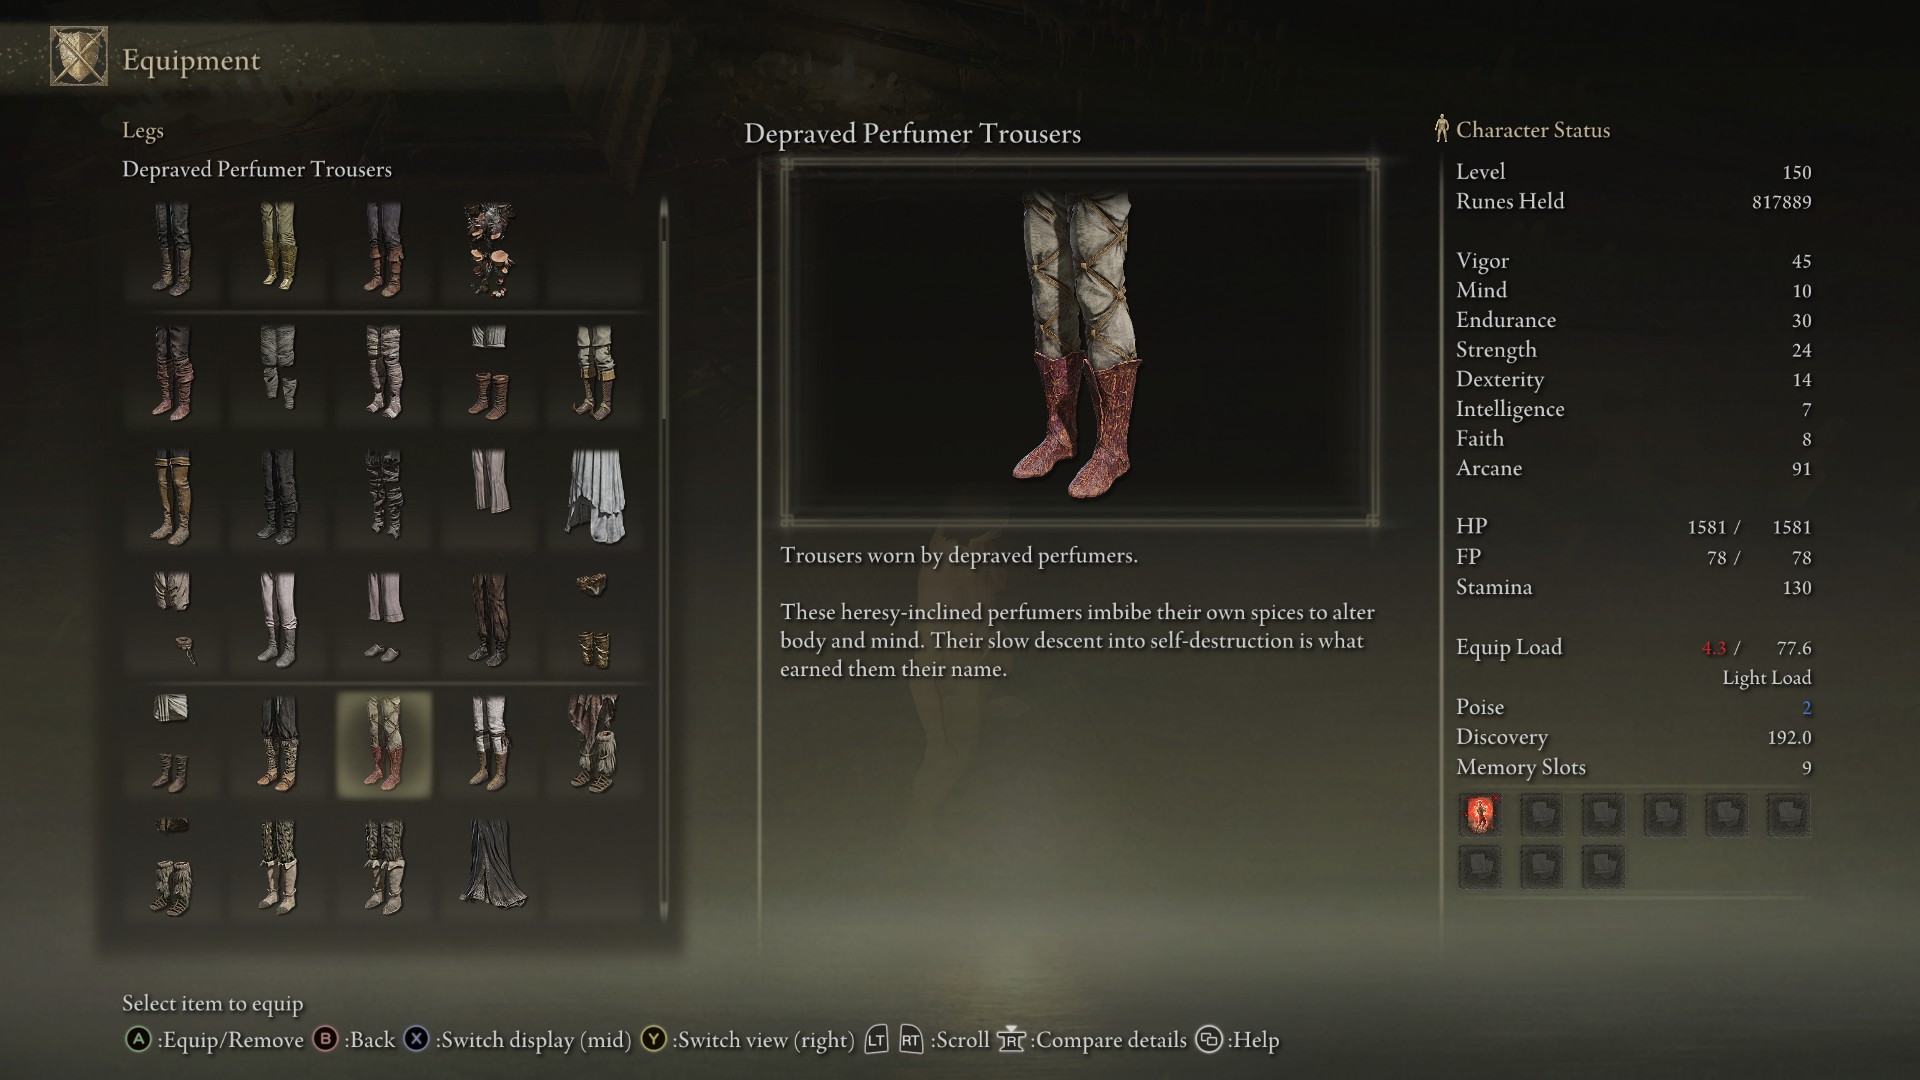 Equipment
Legs
Depraved Perfumer Trousers
Depraved Perfumer Trousers
Trousers worn by depraved perfumers.
These heresy-inclined perfumers imbibe their own spices to alter
body and mind. Their slow descent into self-destruction is what
earned them their name.
Character Status
Level 150
Runes Held 817889
Vigor 45
Mind 10
Endurance 30
Strength 24
Dexterity 14
Intelligence 7
Faith 8
Arcane 91
HP 1581 / 1581
FP 78 / 78
Stamina 130
Equip Load 4.3 / 77.6
Light Load
Poise 2
Discovery 192.0
Memory Slots 9
Select item to equip
A :Equip/Remove B :Back X :Switch display (mid) Y :Switch view (right) LT RT :Scroll R :Compare details :Help